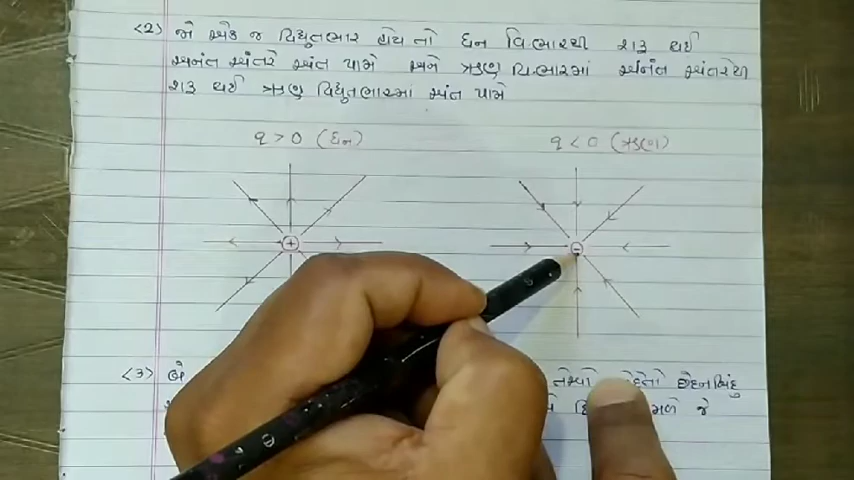 <2> જો એક જ વિદ્યુતભાર હોય તો ધન વિ.ભારથી શરૂ થઈ
અનંત અંતરે અંત પામે અને ઋણ વિ.ભારમાં અનંત અંતરેથી
શરૂ થઈ ઋણ વિદ્યુતભારમાં અંત પામે
q > 0 (ધન) q < 0 (ઋણ)
+ −
<3> બે છેદનબિંદુ
જે